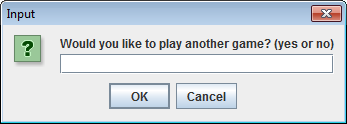 Input
?
Would you like to play another game? (yes or no)
OK Cancel